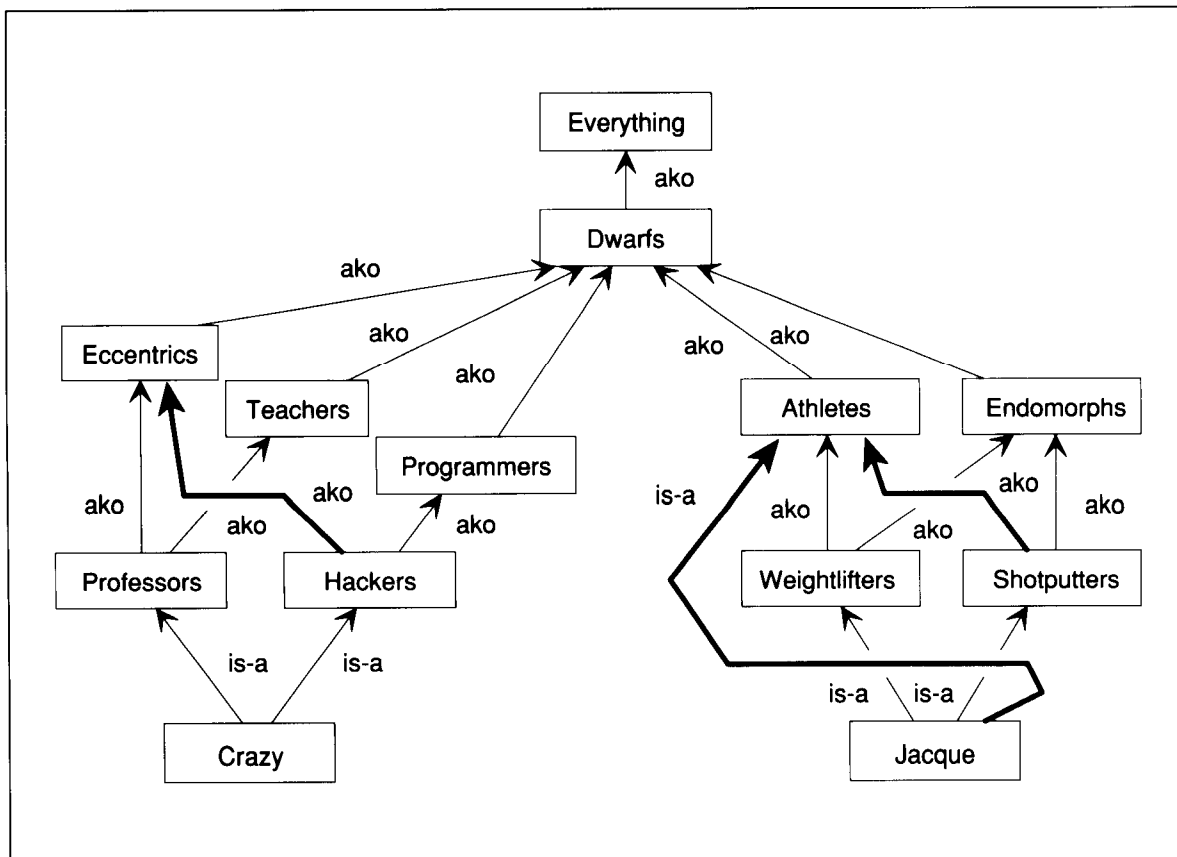 Everything
ako
Dwarfs
ako
ako
ako
ako
ako
Eccentrics
Teachers
Programmers
Athletes
Endomorphs
is-a
ako
ako
ako
ako
ako
ako
ako
ako
Professors
Hackers
Weightlifters
Shotputters
is-a
is-a
is-a
is-a
Crazy
Jacque